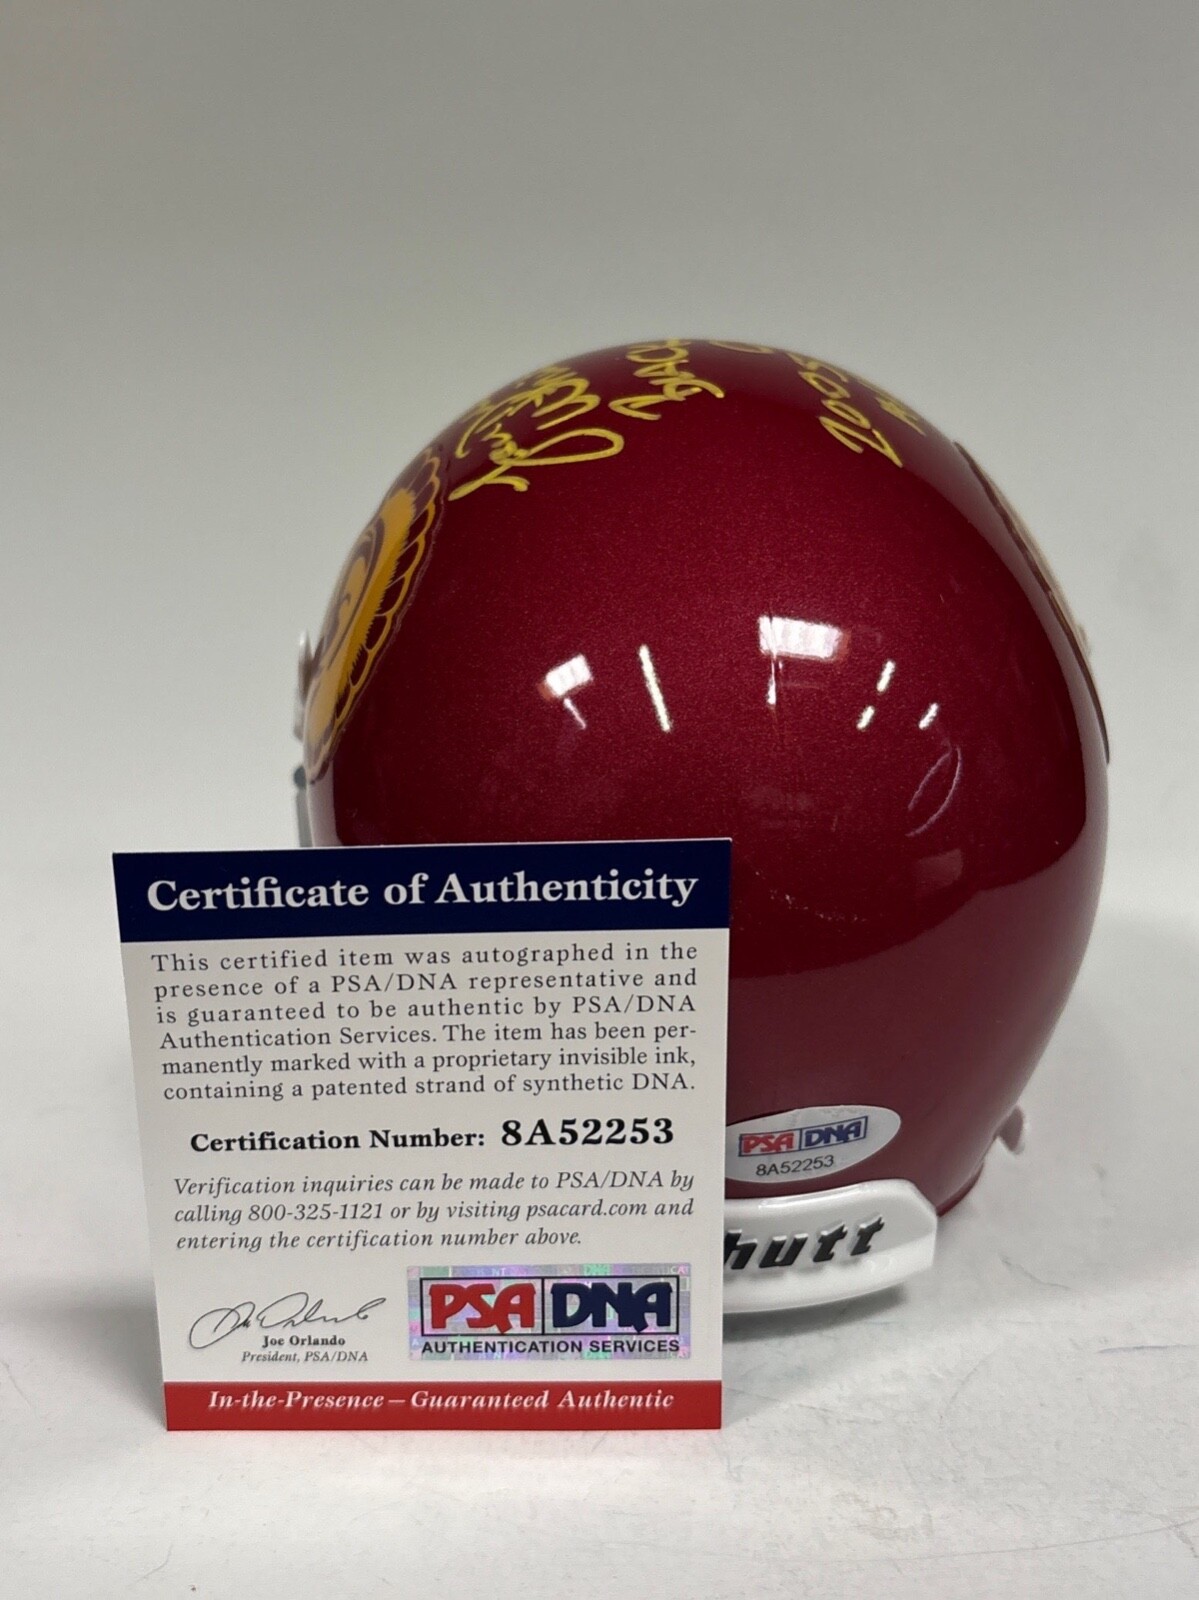 2005
Certificate of Authenticity
This certified item was autographed in the
presence of a PSA/DNA representative and
is guaranteed to be authentic by PSA/DNA
Authentication Services. The item has been per-
manently marked with a proprietary invisible ink,
containing a patented strand of synthetic DNA.
Certification Number: 8A52253
Verification inquiries can be made to PSA/DNA by
calling 800-325-1121 or by visiting psacard.com and
entering the certification number above.
Joe Orlando
President, PSA/DNA
PSA DNA
AUTHENTICATION SERVICES
In-the-Presence – Guaranteed Authentic
PSA DNA
8A52253
hutt